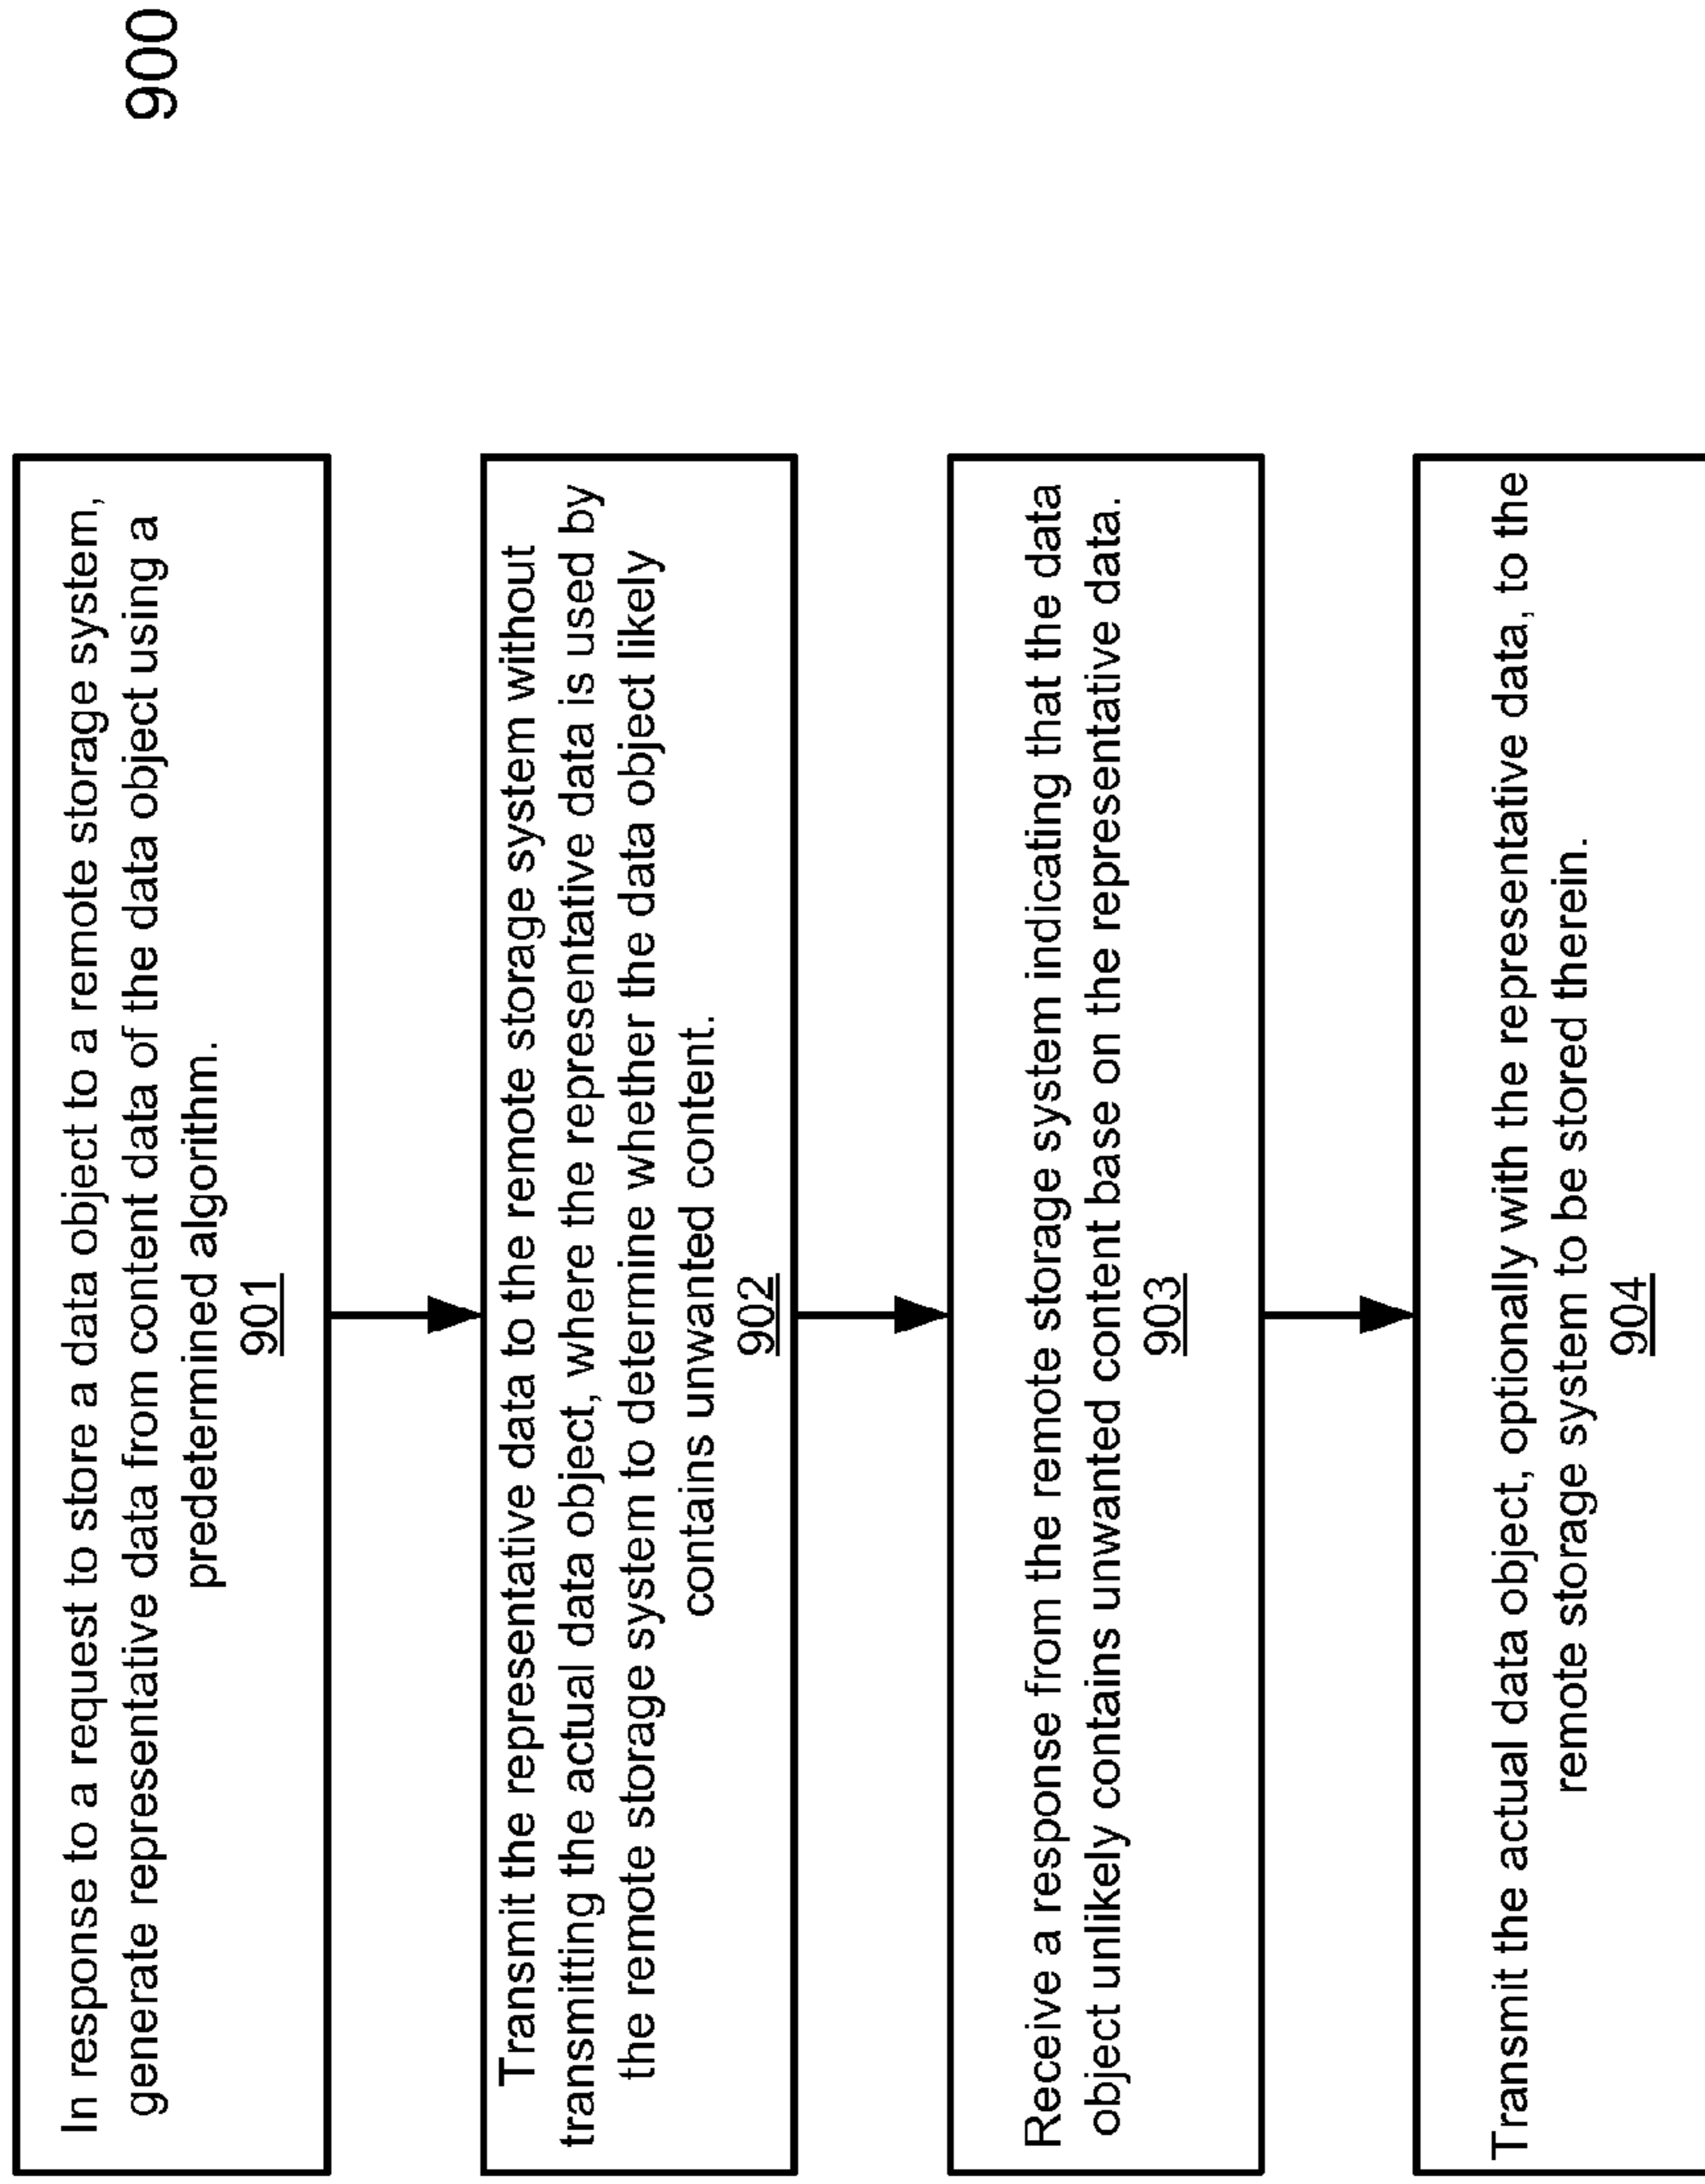 900
In response to a request to store a data object to a remote storage system,
generate representative data from content data of the data object using a
predetermined algorithm.
901
Transmit the representative data to the remote storage system without
transmitting the actual data object, where the representative data is used by
the remote storage system to determine whether the data object likely
contains unwanted content.
902
Receive a response from the remote storage system indicating that the data
object unlikely contains unwanted content base on the representative data.
903
Transmit the actual data object, optionally with the representative data, to the
remote storage system to be stored therein.
904